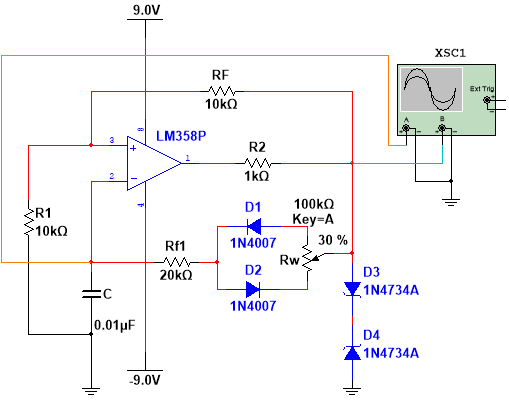 9.0V
XSC1
Ext Trig
+
−
A
B
+ −
+ −
RF
10kΩ
LM358P
3
8
+
2
−
1
4
R2
1kΩ
R1
10kΩ
100kΩ
Key=A
D1
1N4007
30 %
Rf1
20kΩ
Rw
D2
1N4007
D3
1N4734A
C
0.01µF
D4
1N4734A
-9.0V